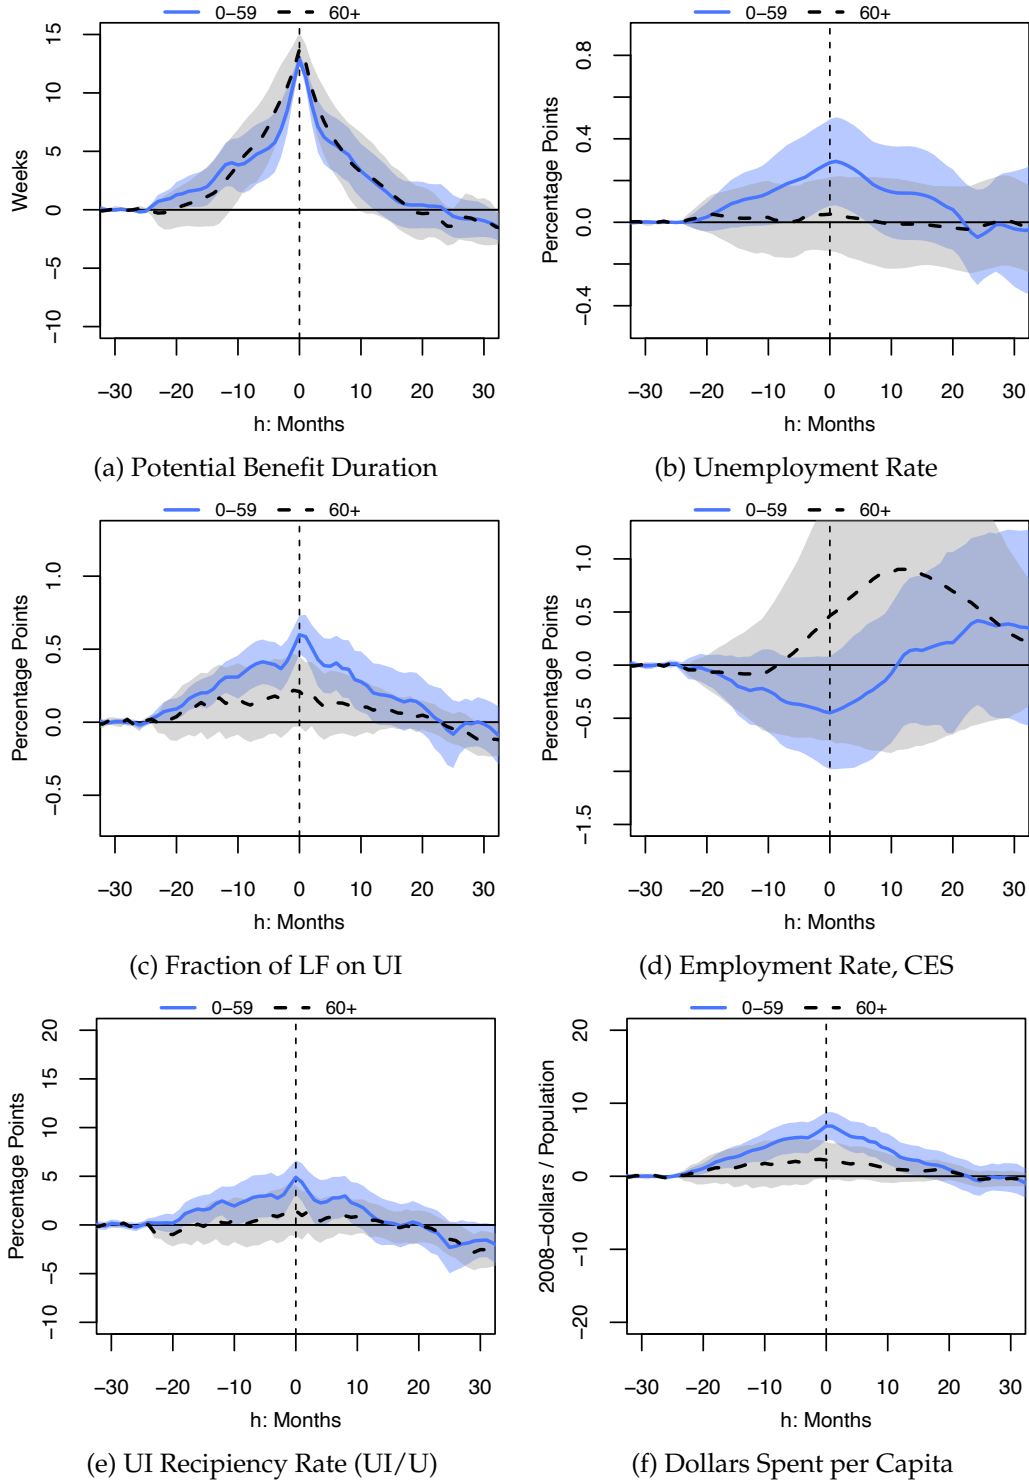 0−59 60+
Weeks
15
10
5
0
−5
−10
−30 −20 −10 0 10 20 30
h: Months
(a) Potential Benefit Duration
0−59 60+
Percentage Points
0.8
0.4
0.0
−0.4
−30 −20 −10 0 10 20 30
h: Months
(b) Unemployment Rate
0−59 60+
Percentage Points
1.0
0.5
0.0
−0.5
−30 −20 −10 0 10 20 30
h: Months
(c) Fraction of LF on UI
0−59 60+
Percentage Points
1.0
0.5
0.0
−0.5
−1.5
−30 −20 −10 0 10 20 30
h: Months
(d) Employment Rate, CES
0−59 60+
Percentage Points
20
15
10
5
0
−5
−10
−30 −20 −10 0 10 20 30
h: Months
(e) UI Recipiency Rate (UI/U)
0−59 60+
2008−dollars / Population
20
10
0
−10
−20
−30 −20 −10 0 10 20 30
h: Months
(f) Dollars Spent per Capita